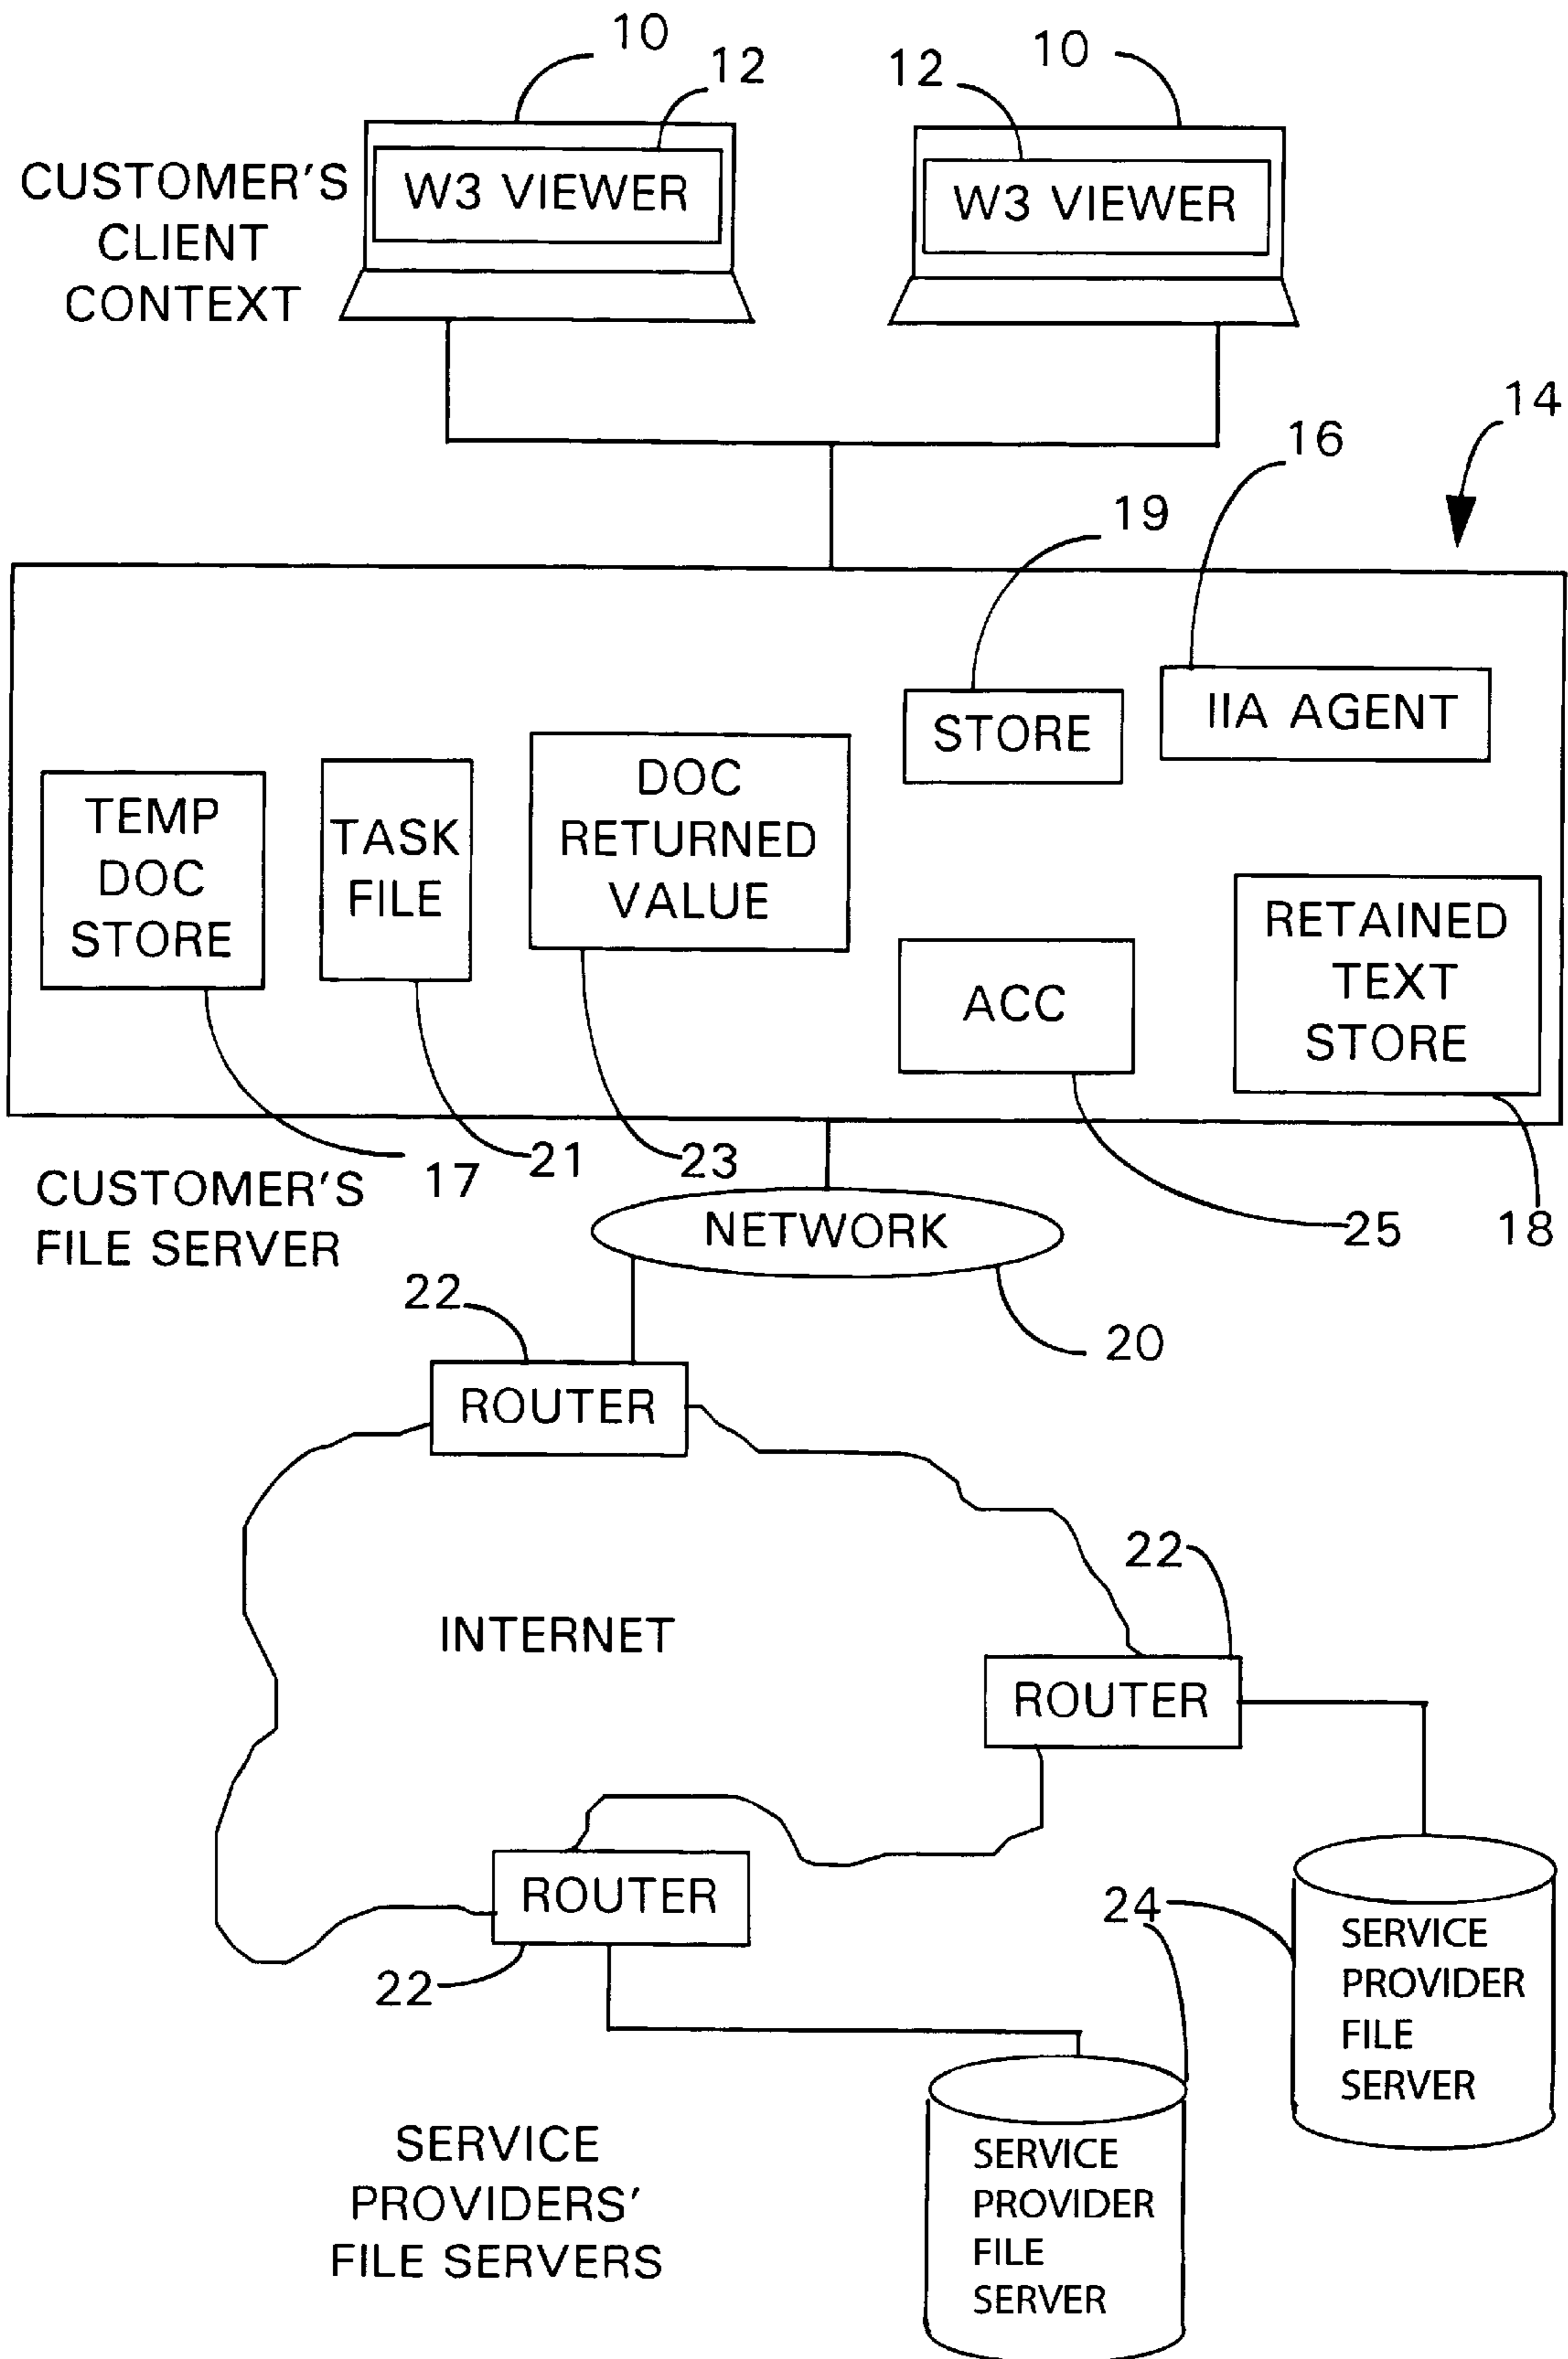 10
12
12
10
CUSTOMER'S
CLIENT
CONTEXT
W3 VIEWER
W3 VIEWER
14
16
19
IIA AGENT
STORE
DOC
RETURNED
VALUE
TEMP
DOC
STORE
TASK
FILE
RETAINED
TEXT
STORE
ACC
17
21
23
25
18
CUSTOMER'S
FILE SERVER
NETWORK
20
22
ROUTER
INTERNET
22
ROUTER
ROUTER
22
24
SERVICE
PROVIDER
FILE
SERVER
SERVICE
PROVIDER
FILE
SERVER
SERVICE
PROVIDERS'
FILE SERVERS